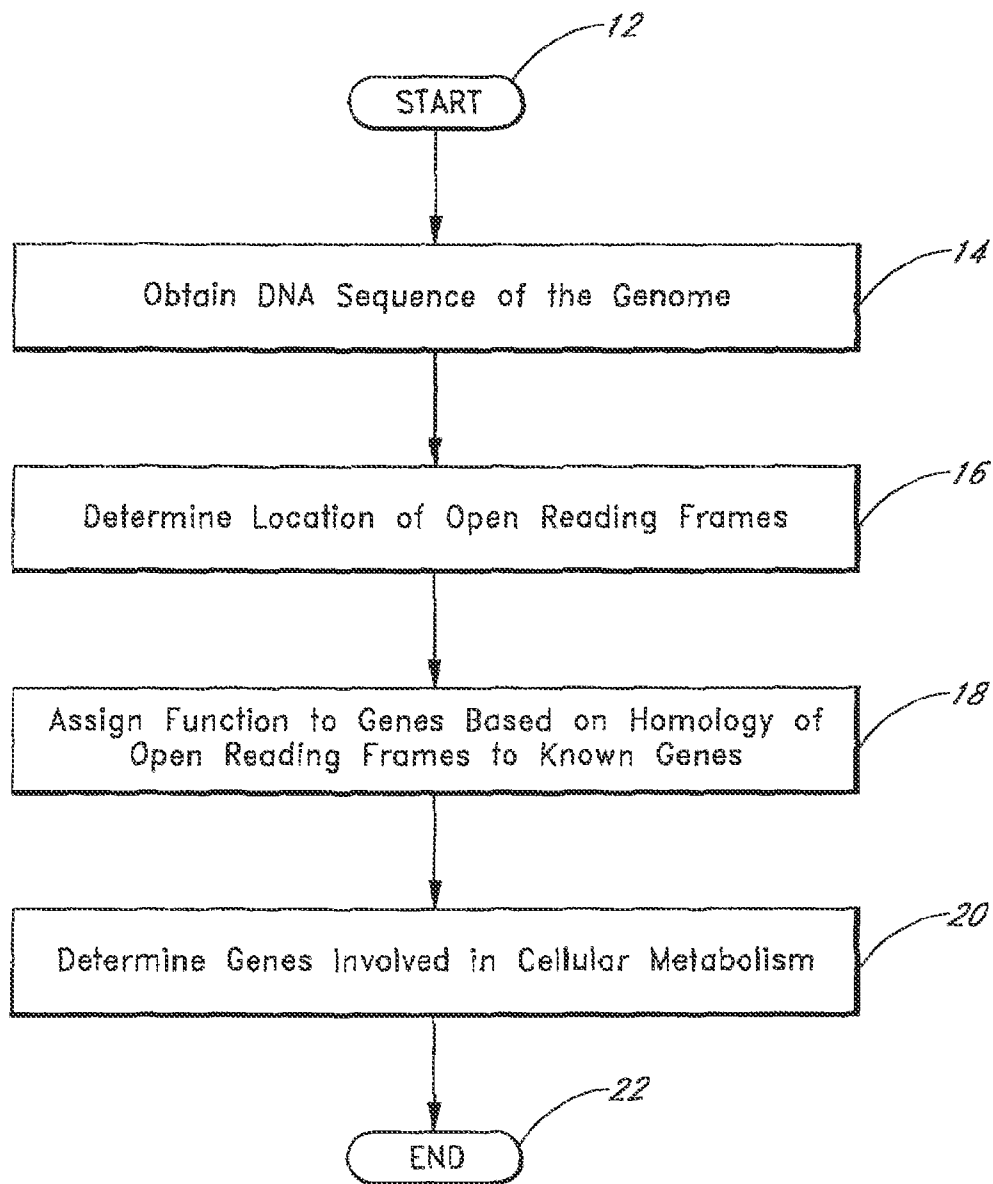 12
START
14
Obtain DNA Sequence of the Genome
16
Determine Location of Open Reading Frames
18
Assign Function to Genes Based on Homology of
Open Reading Frames to Known Genes
20
Determine Genes Involved in Cellular Metabolism
22
END